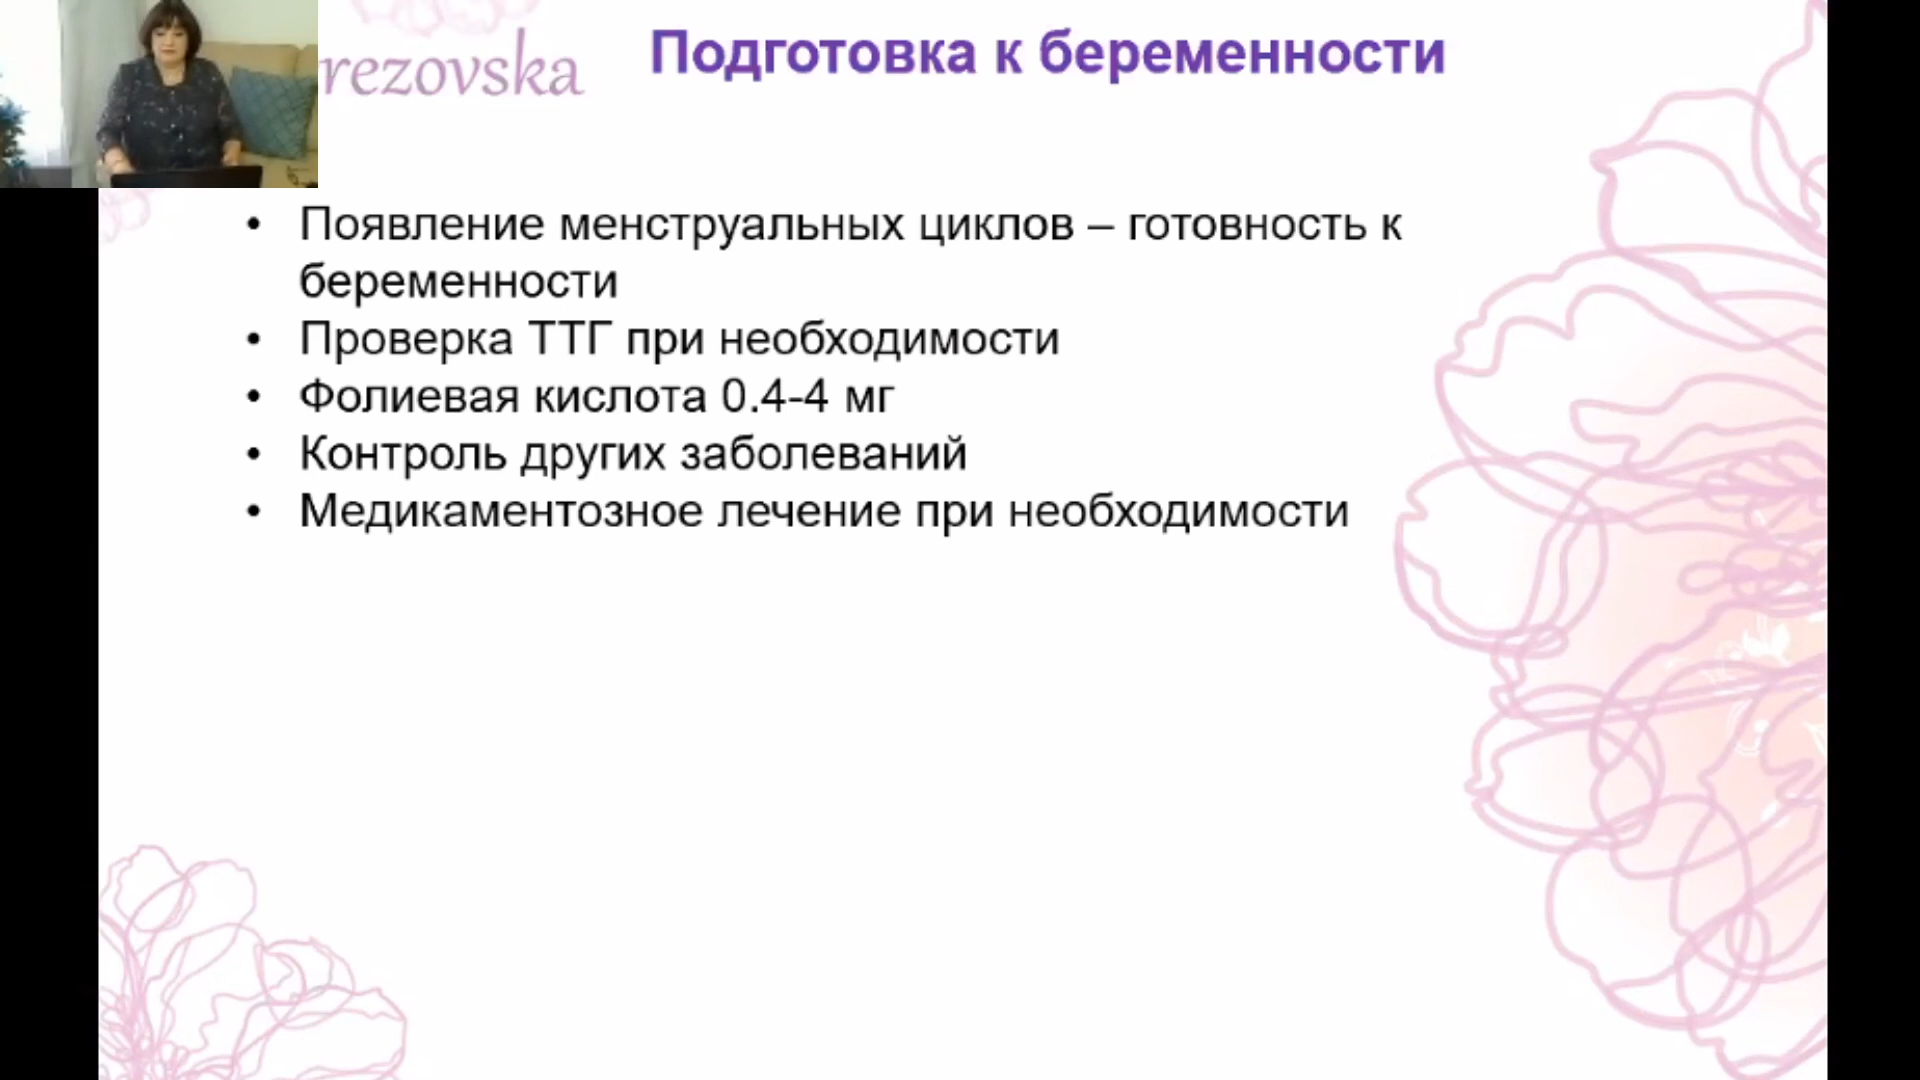 rezovska
Подготовка к беременности
• Появление менструальных циклов – готовность к
беременности
• Проверка ТТГ при необходимости
• Фолиевая кислота 0.4-4 мг
• Контроль других заболеваний
• Медикаментозное лечение при необходимости